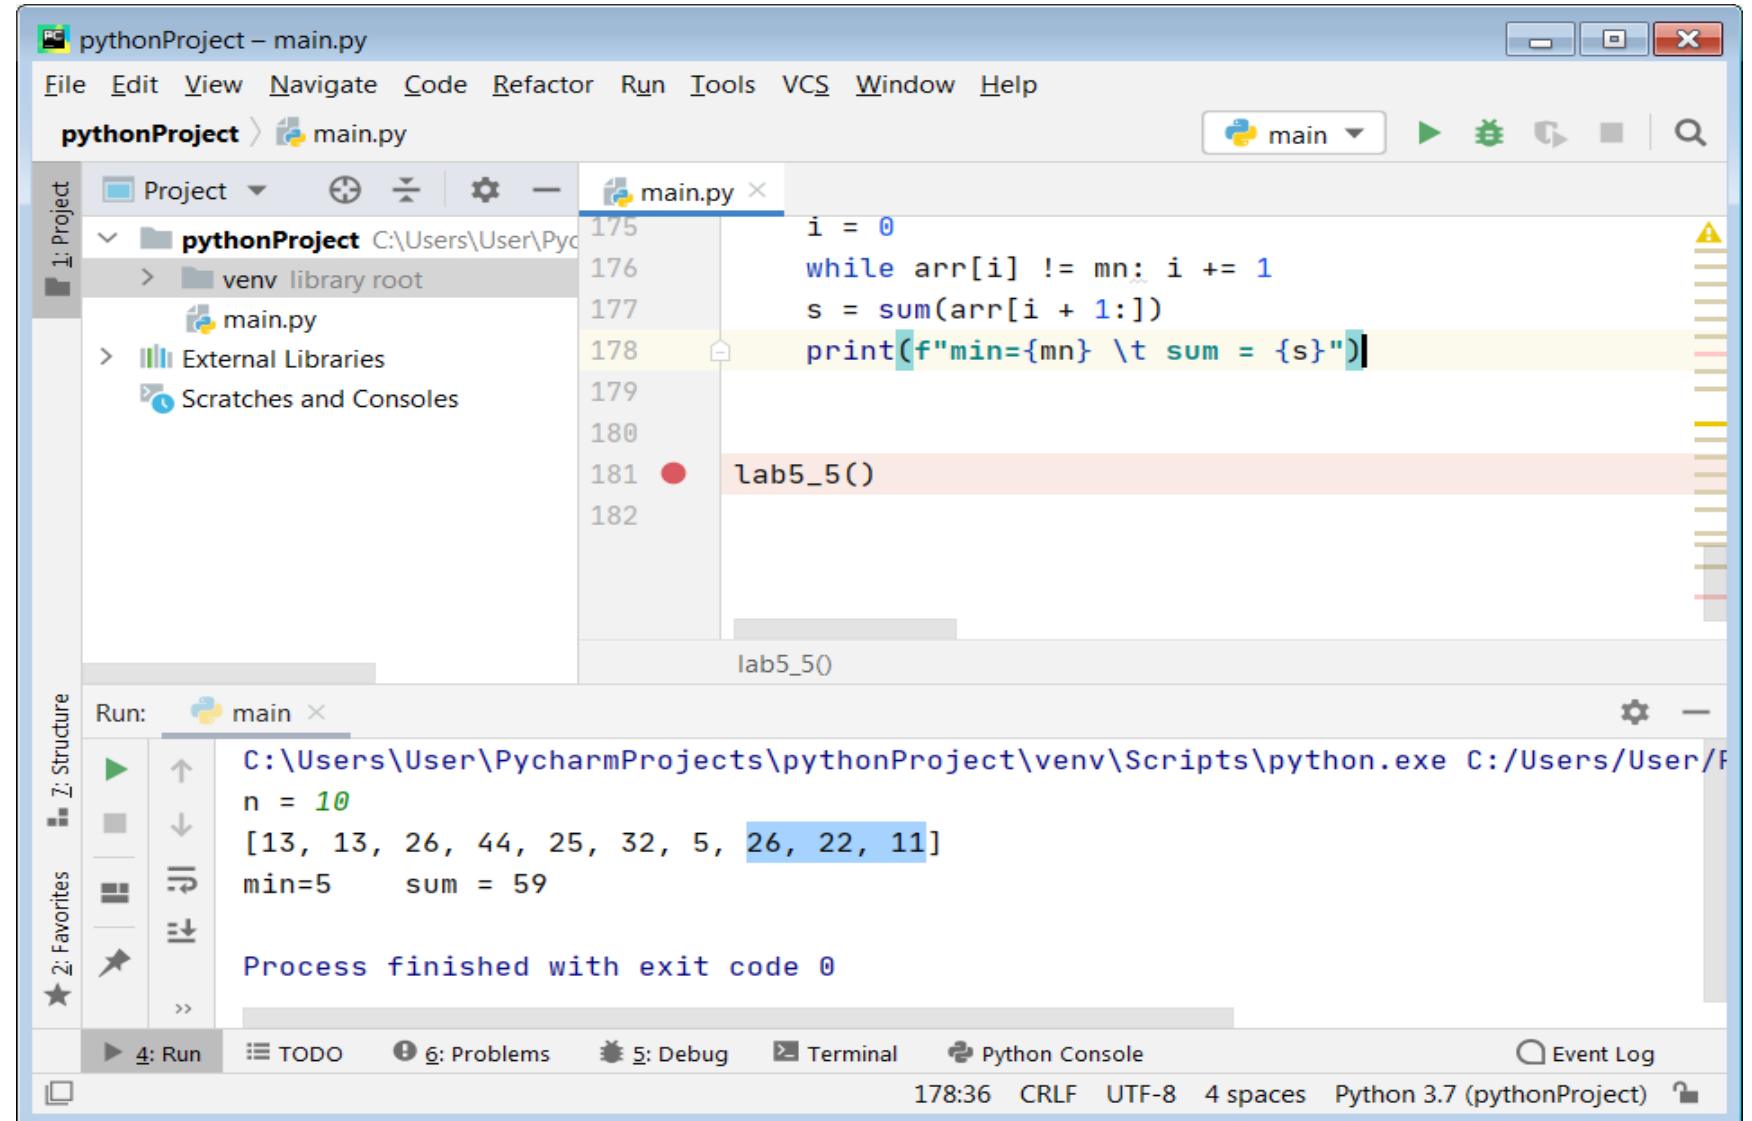 pythonProject – main.py
File Edit View Navigate Code Refactor Run Tools VCS Window Help
pythonProject main.py
main
1: Project
Project
main.py
pythonProject C:\Users\User\Pyc
venv library root
main.py
External Libraries
Scratches and Consoles
175 i = 0
176 while arr[i] != mn: i += 1
177 s = sum(arr[i + 1:])
178 print(f"min={mn} \t sum = {s}")
179
180
181 lab5_5()
182
lab5_5()
7: Structure
2: Favorites
Run: main
C:\Users\User\PycharmProjects\pythonProject\venv\Scripts\python.exe C:/Users/User/
n = 10
[13, 13, 26, 44, 25, 32, 5, 26, 22, 11]
min=5 sum = 59
Process finished with exit code 0
4: Run TODO 6: Problems 5: Debug Terminal Python Console Event Log
178:36 CRLF UTF-8 4 spaces Python 3.7 (pythonProject)